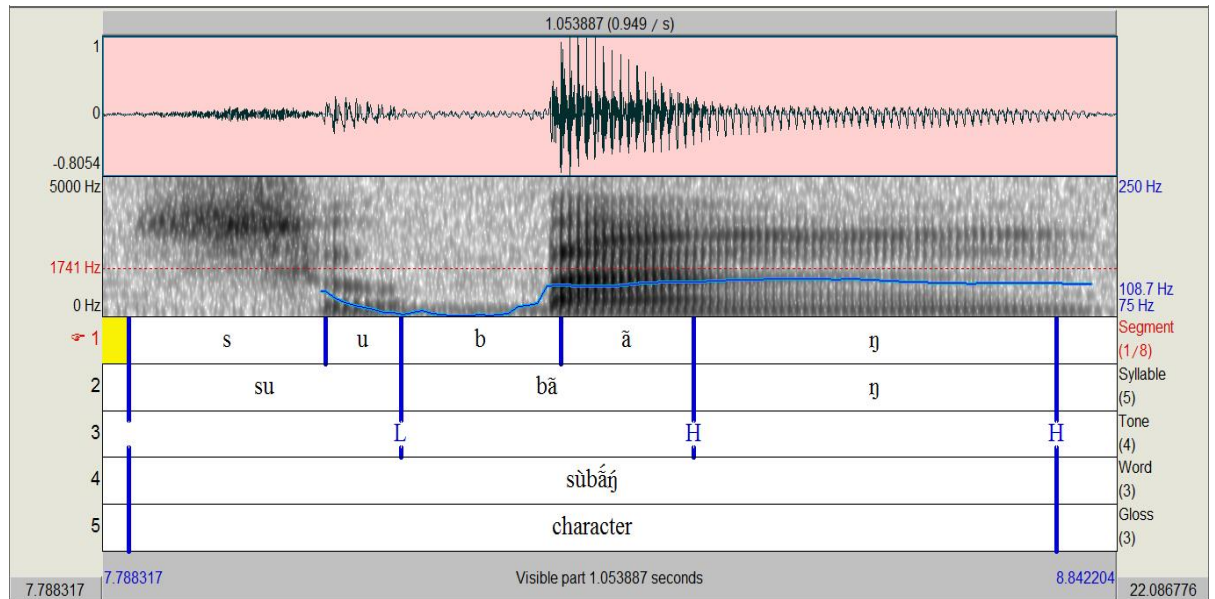 1.053887 (0.949 / s)
1
0
-0.8054
5000 Hz 250 Hz
1741 Hz
108.7 Hz
0 Hz 75 Hz
☞ 1 s u b ã ŋ Segment (1/8)
2 su bã ŋ Syllable (5)
3 L H H Tone (4)
4 sùbã́ŋ́ Word (3)
5 character Gloss (3)
7.788317 7.788317 Visible part 1.053887 seconds 8.842204 22.086776